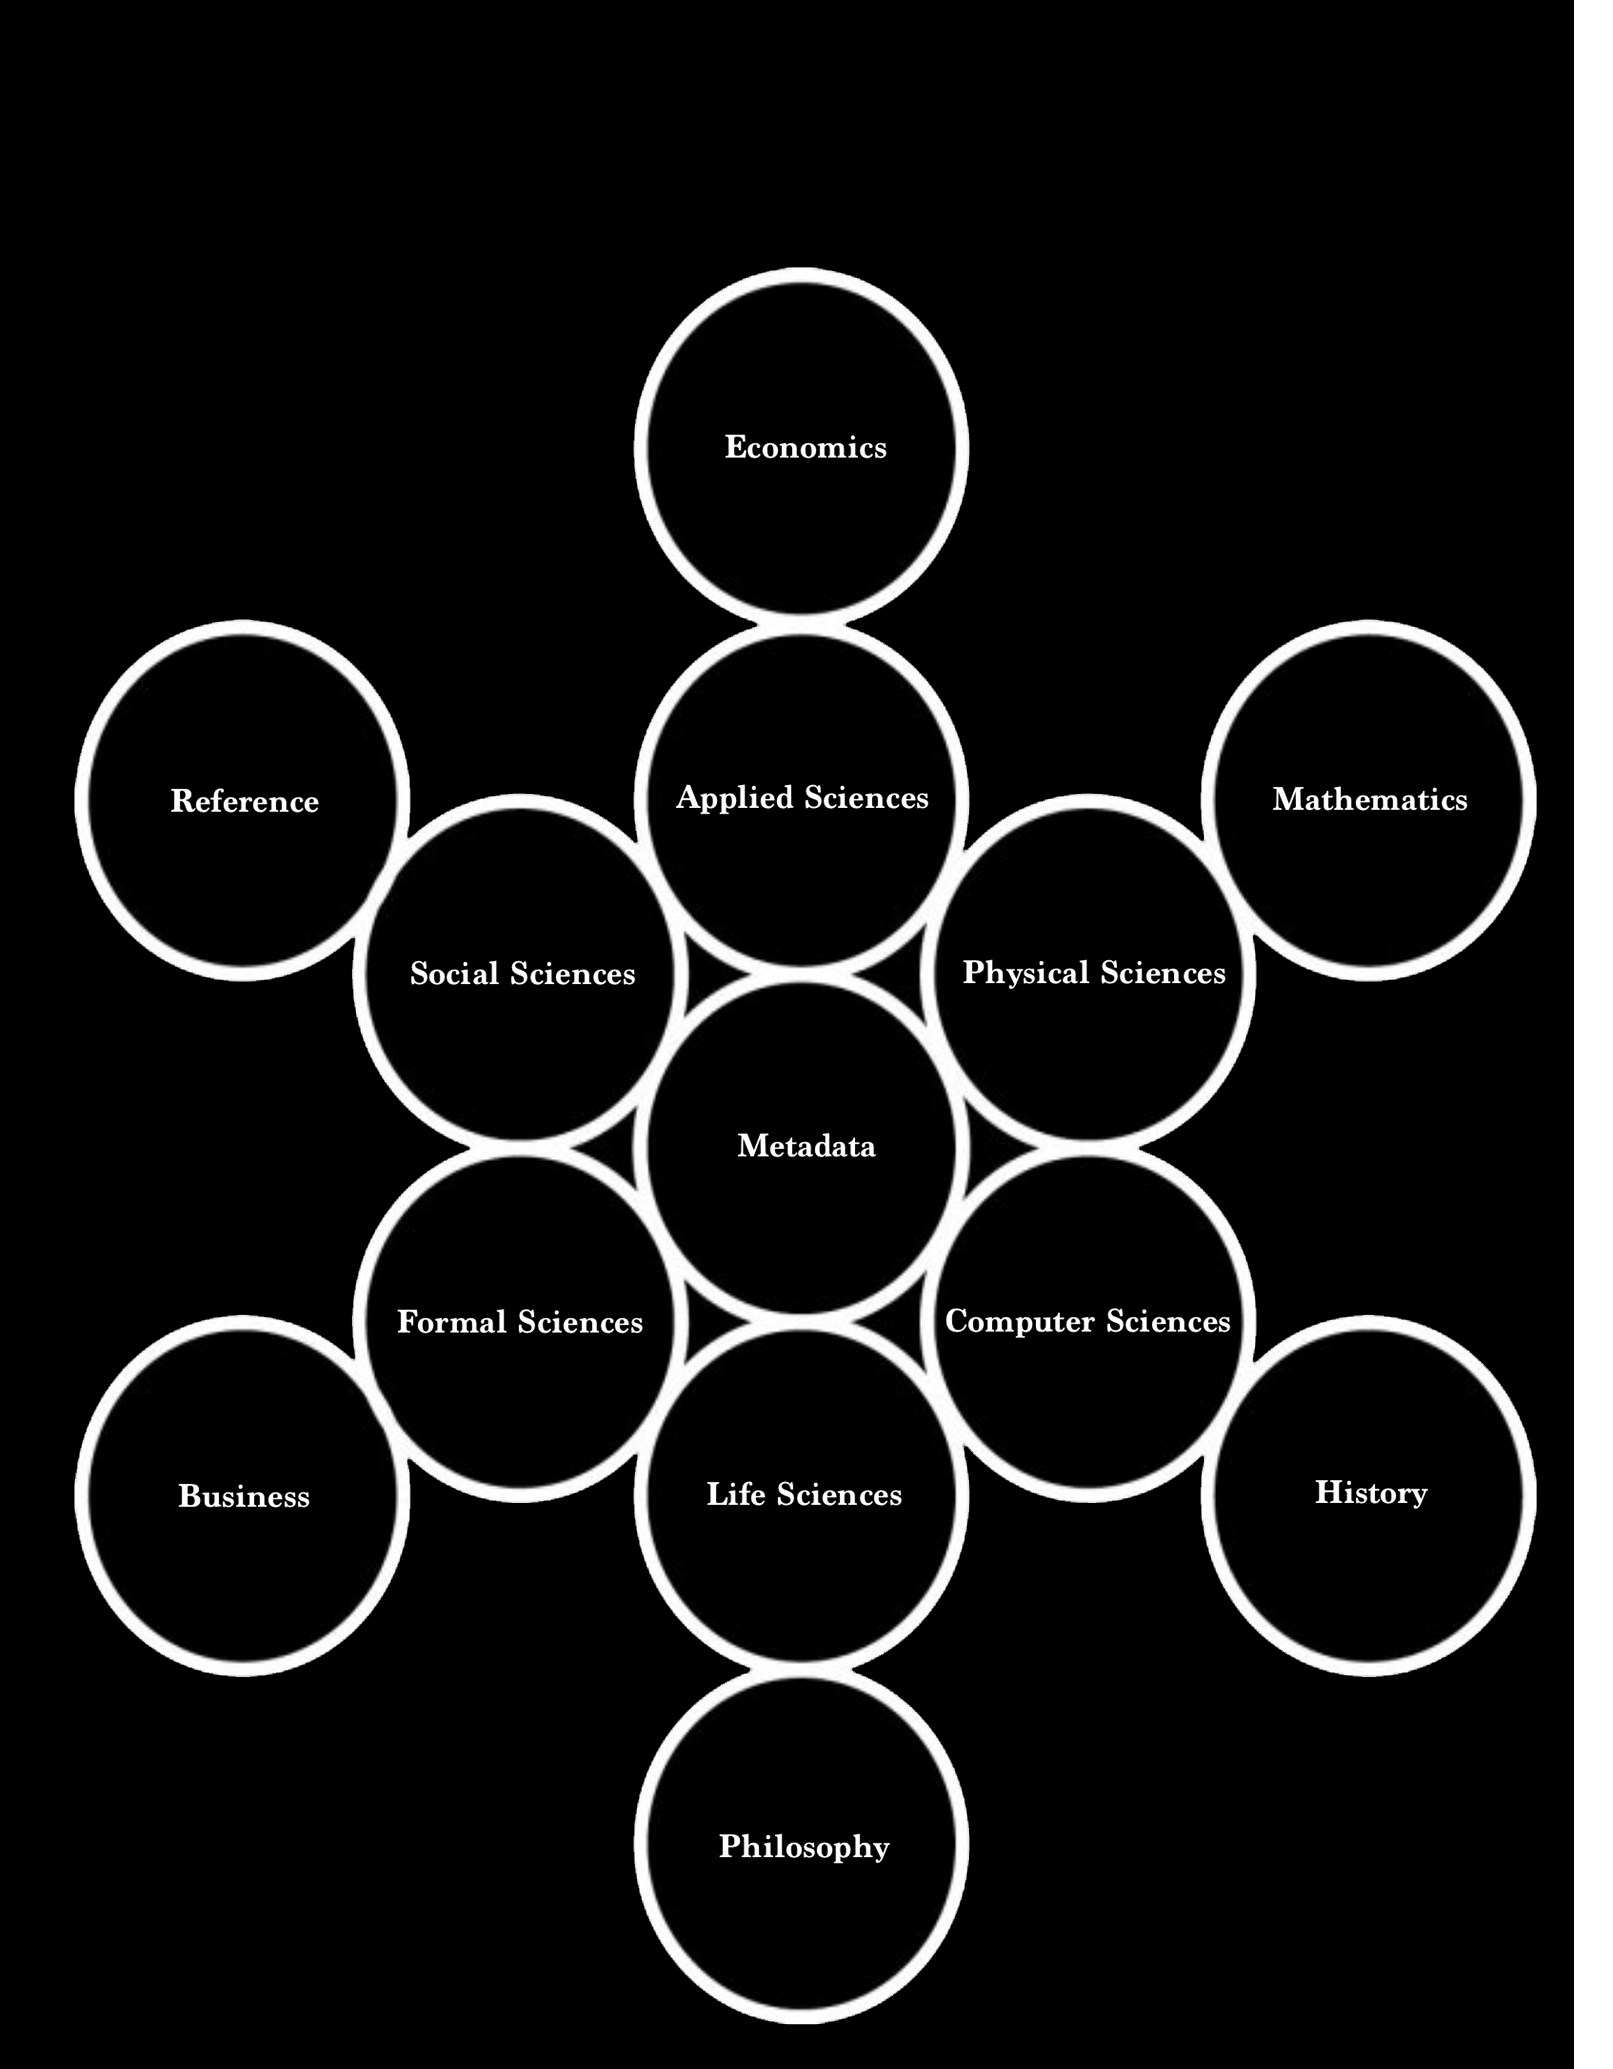 Economics
Reference
Applied Sciences
Mathematics
Social Sciences
Physical Sciences
Metadata
Formal Sciences
Computer Sciences
Business
Life Sciences
History
Philosophy